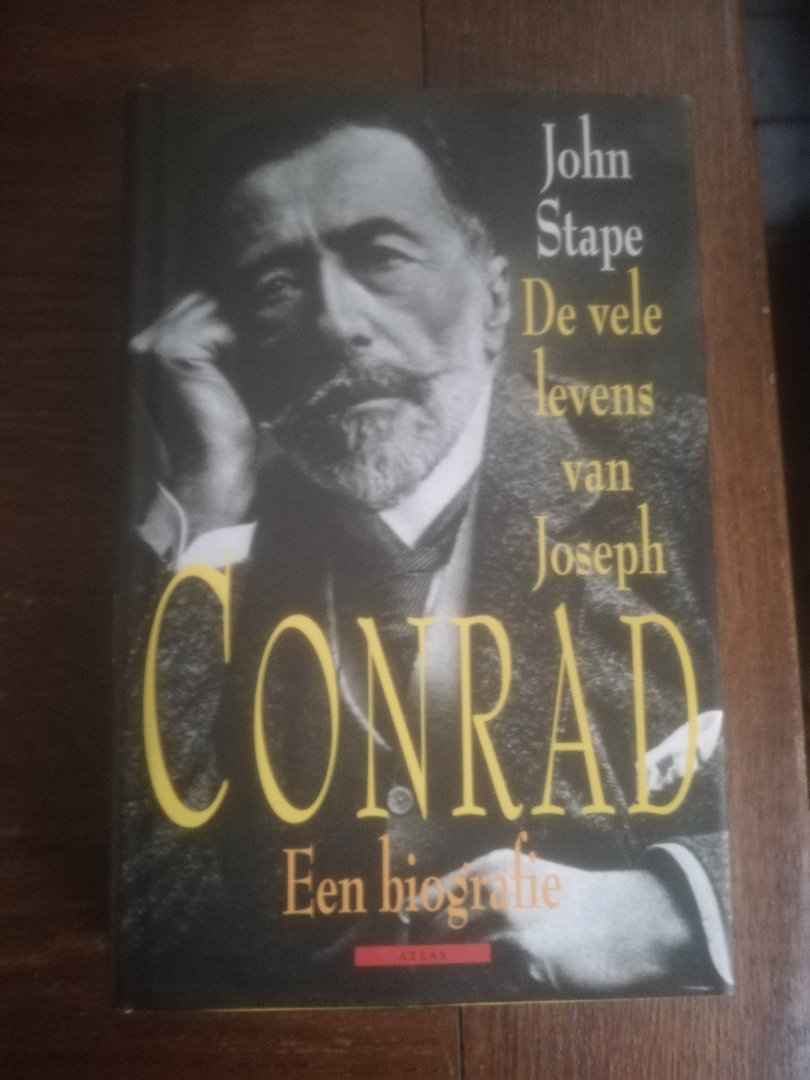 John
Stape
De vele
levens
van
Joseph
CONRAD
Een biografie
ATLAS